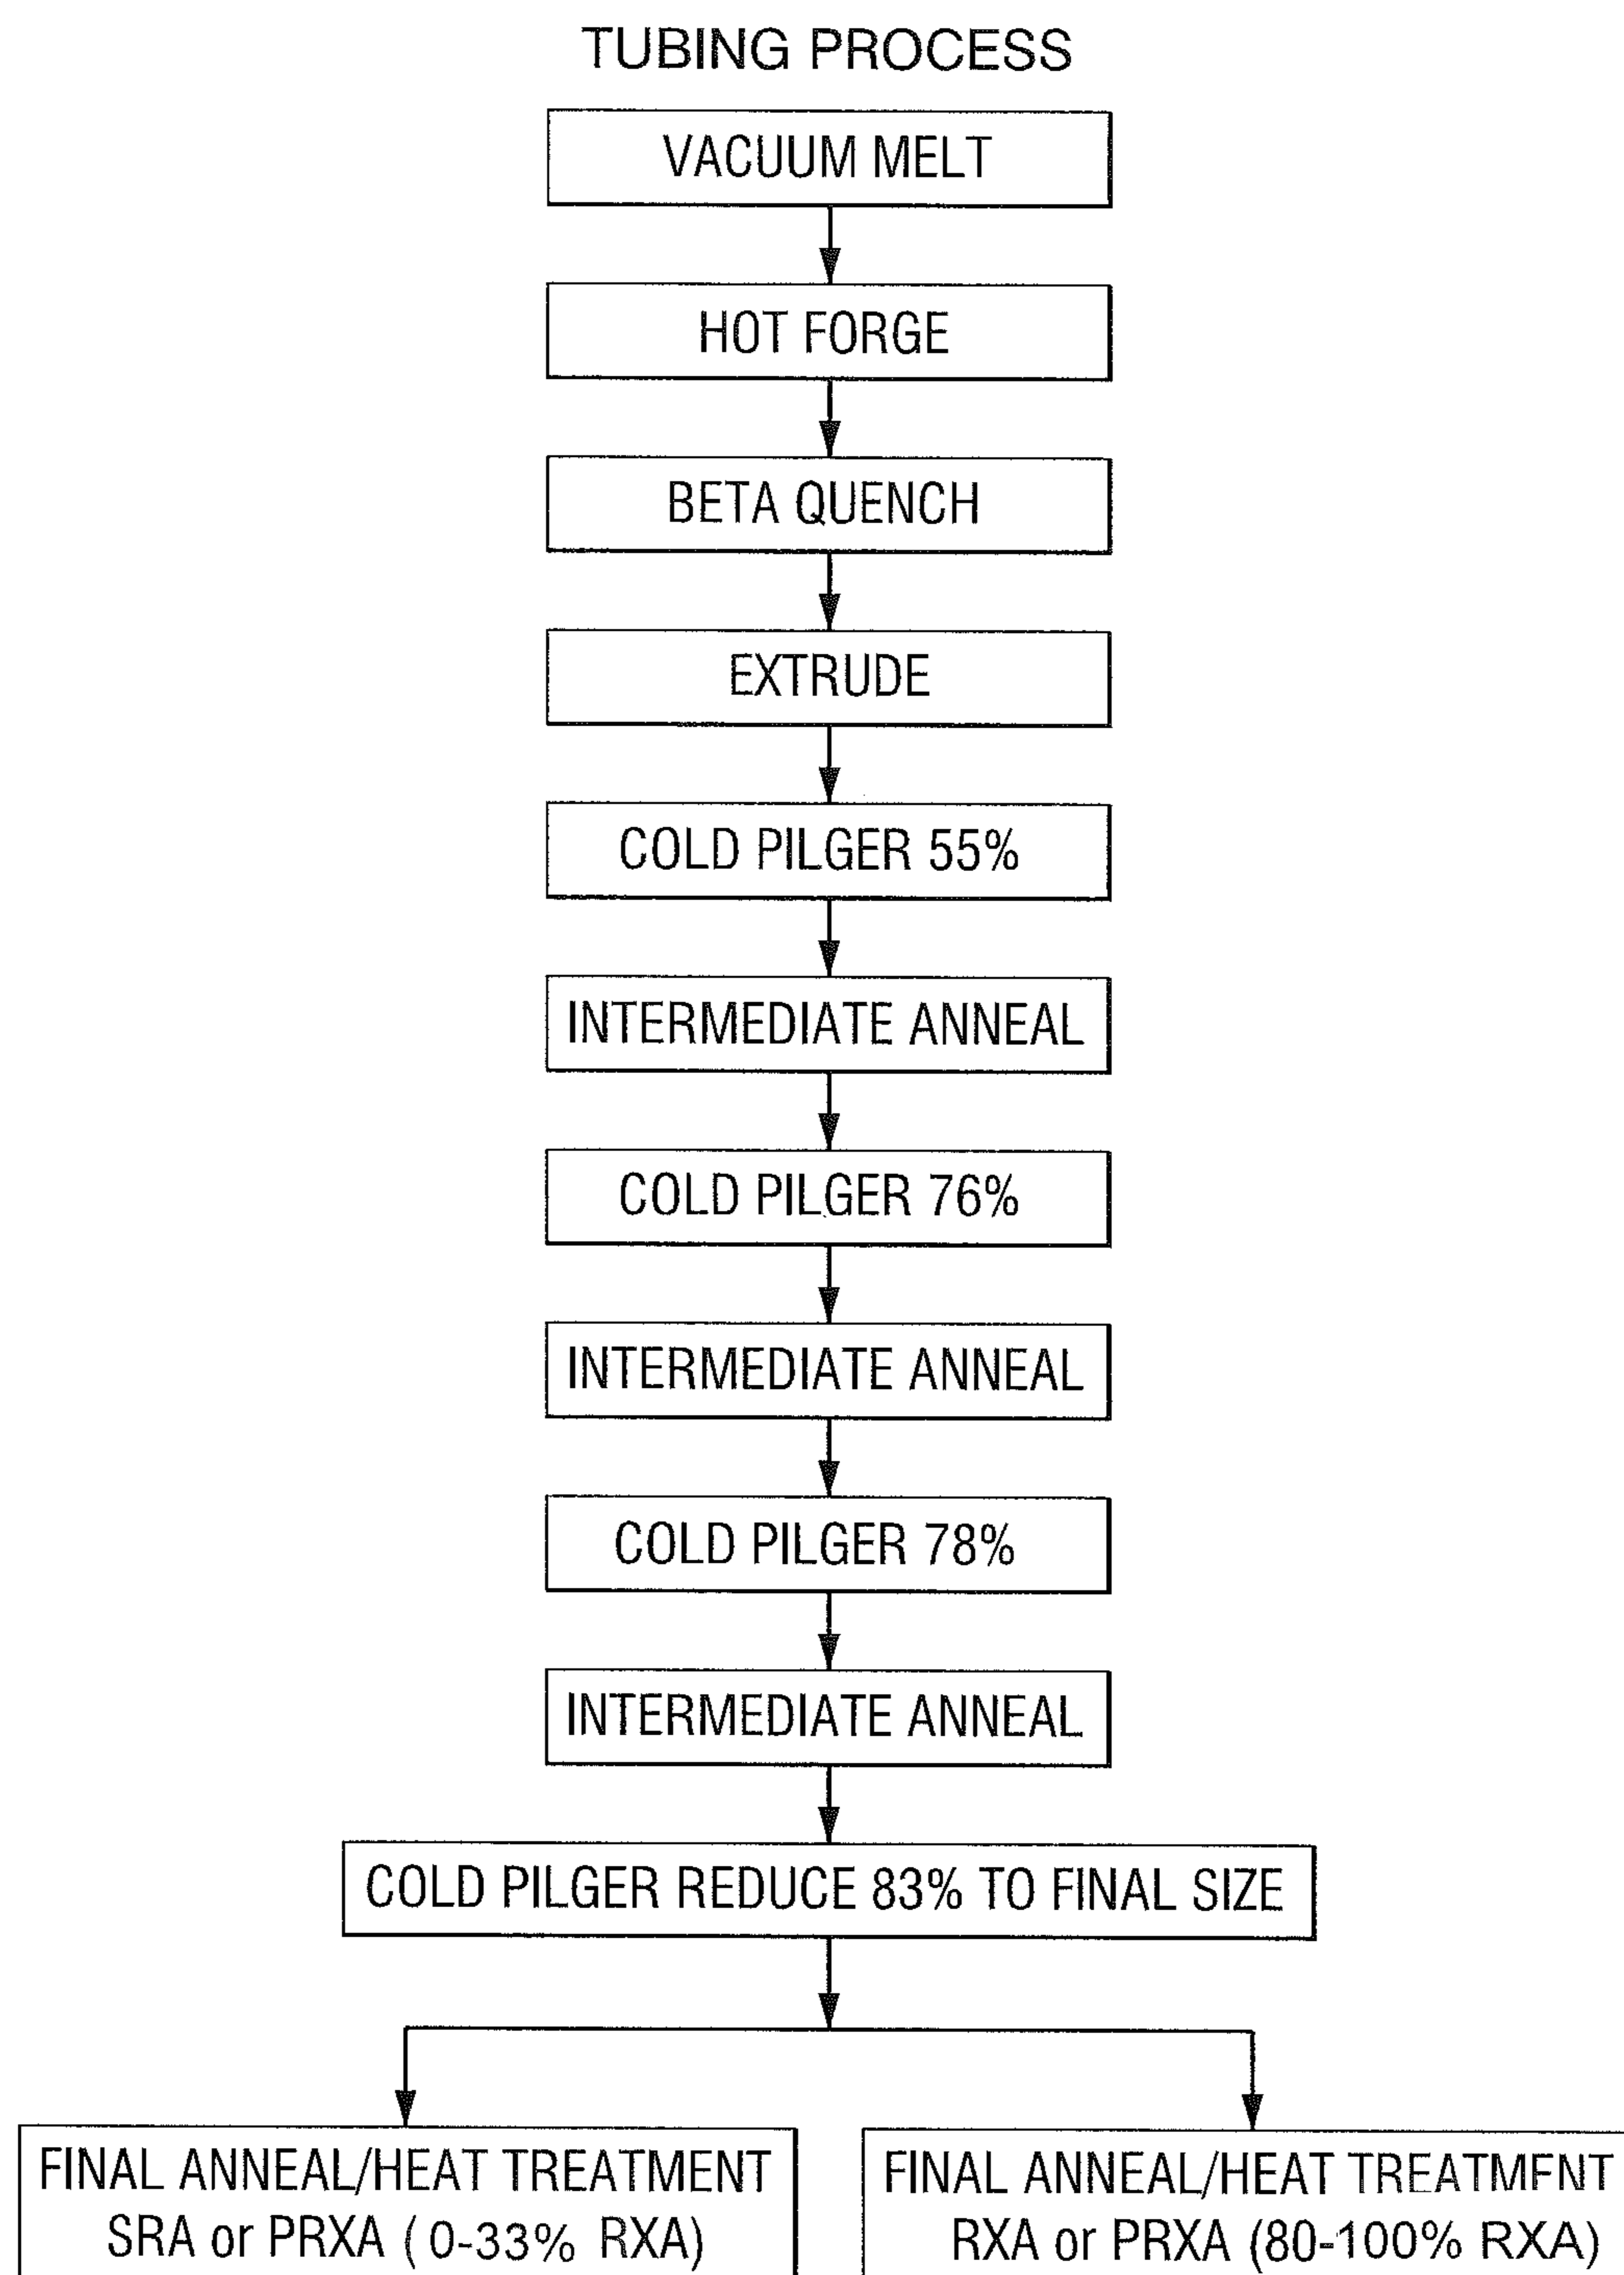 TUBING PROCESS
VACUUM MELT
HOT FORGE
BETA QUENCH
EXTRUDE
COLD PILGER 55%
INTERMEDIATE ANNEAL
COLD PILGER 76%
INTERMEDIATE ANNEAL
COLD PILGER 78%
INTERMEDIATE ANNEAL
COLD PILGER REDUCE 83% TO FINAL SIZE
FINAL ANNEAL/HEAT TREATMENT
SRA or PRXA ( 0-33% RXA)
FINAL ANNEAL/HEAT TREATMENT
RXA or PRXA (80-100% RXA)